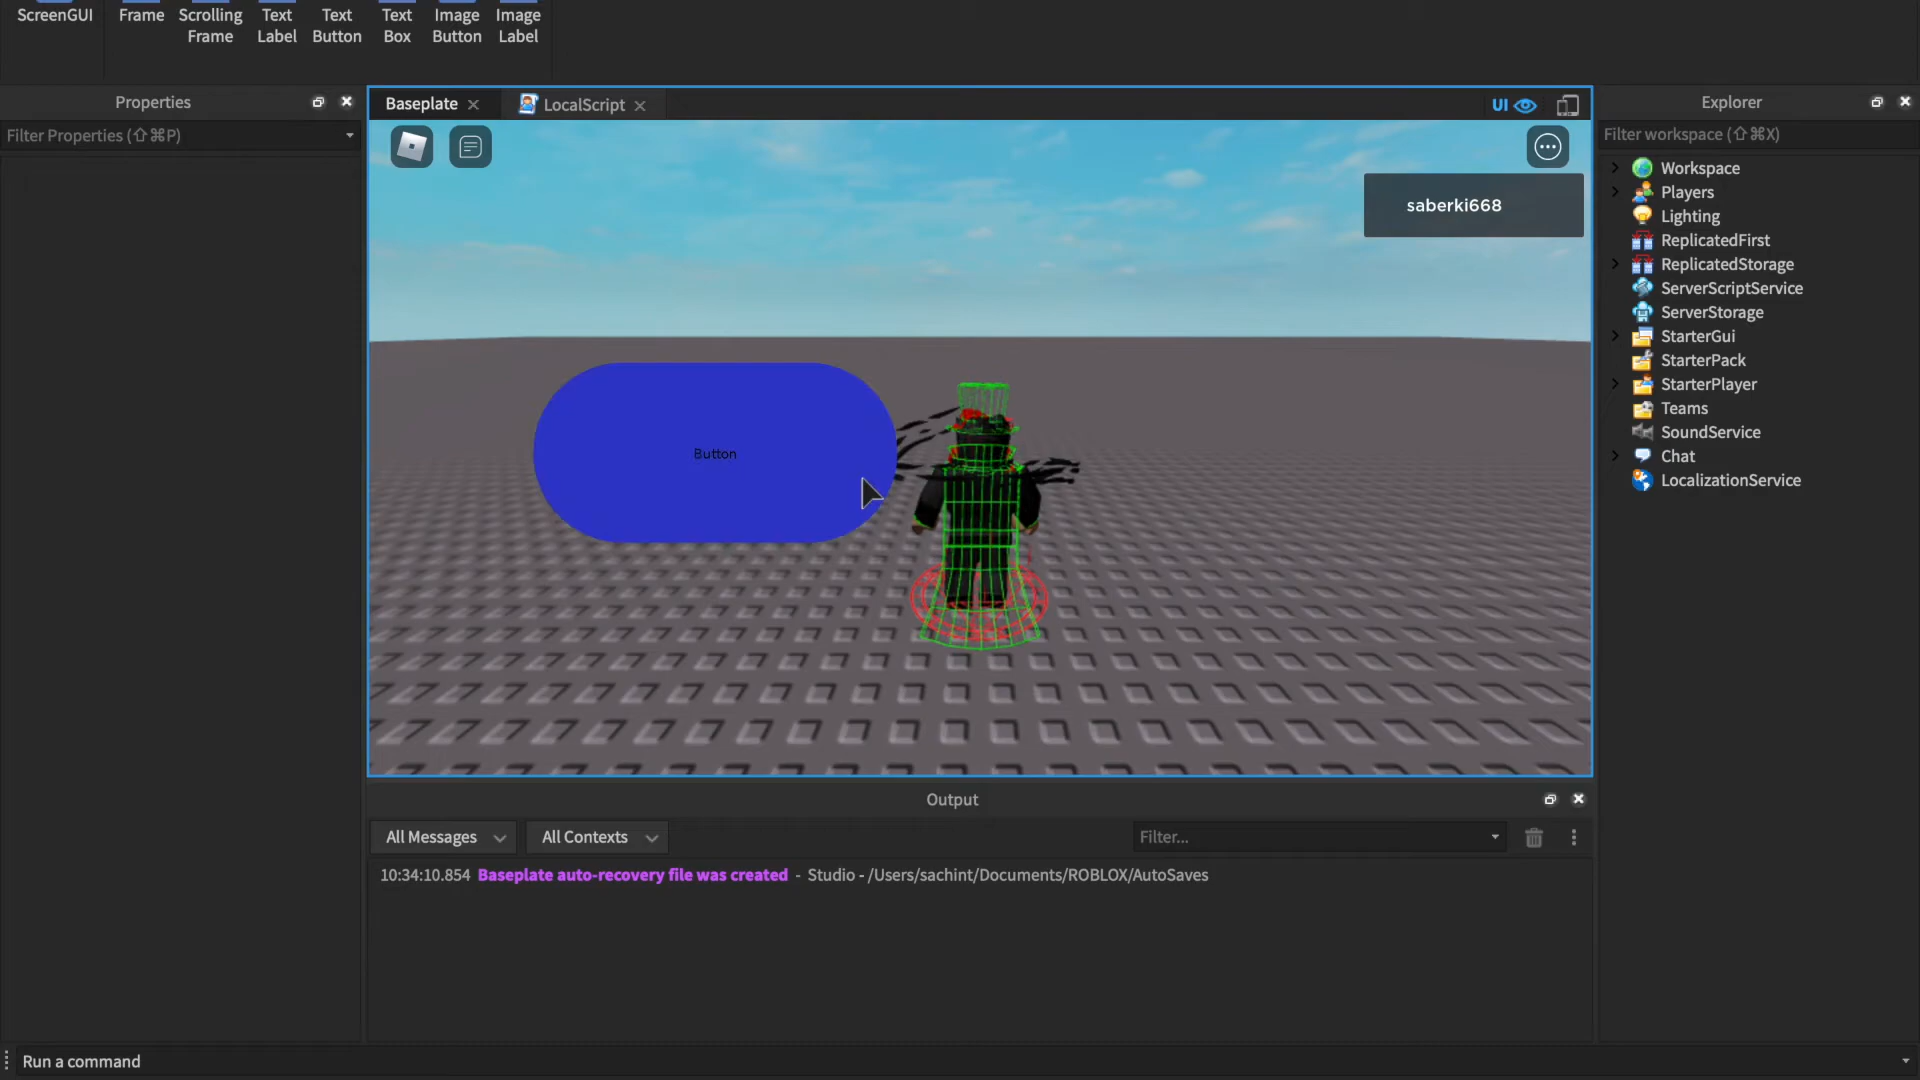 ScreenGUI
Frame
Scrolling
Frame
Text
Label
Text
Button
Text
Box
Image
Button
Image
Label
Properties
Filter Properties (⇧⌘P)
Baseplate
LocalScript
UI
saberki668
Button
Explorer
Filter workspace (⇧⌘X)
Workspace
Players
Lighting
ReplicatedFirst
ReplicatedStorage
ServerScriptService
ServerStorage
StarterGui
StarterPack
StarterPlayer
Teams
SoundService
Chat
LocalizationService
Output
All Messages
All Contexts
Filter...
10:34:10.854 Baseplate auto-recovery file was created - Studio - /Users/sachint/Documents/ROBLOX/AutoSaves
Run a command